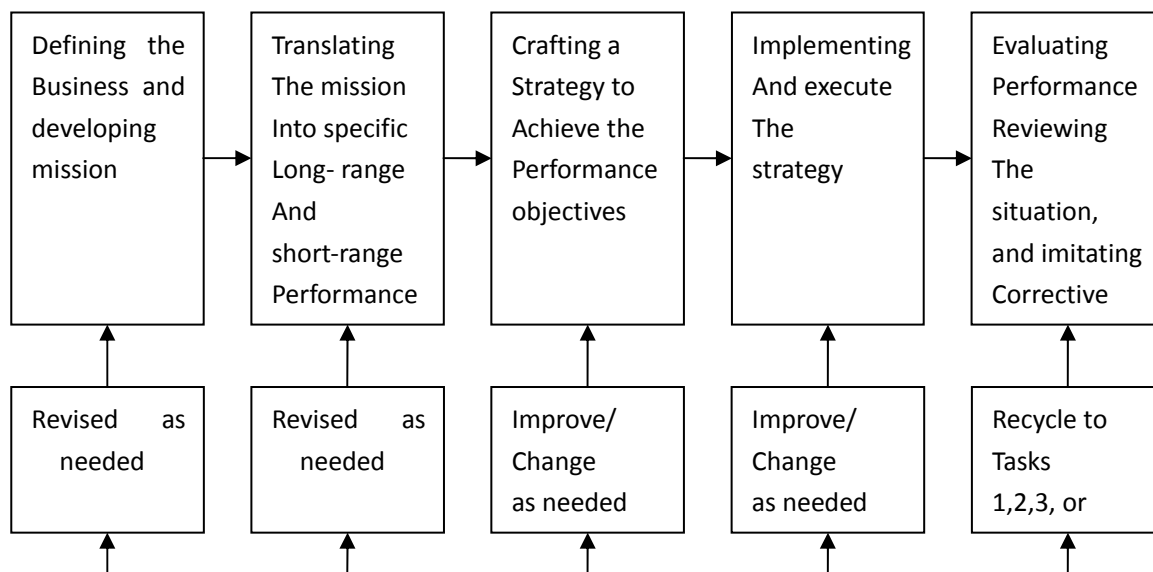 Defining the
Business and
developing
mission
Translating
The mission
Into specific
Long- range
And
short-range
Performance
Crafting a
Strategy to
Achieve the
Performance
objectives
Implementing
And execute
The
strategy
Evaluating
Performance
Reviewing
The
situation,
and imitating
Corrective
Revised as
needed
Revised as
needed
Improve/
Change
as needed
Improve/
Change
as needed
Recycle to
Tasks
1,2,3, or